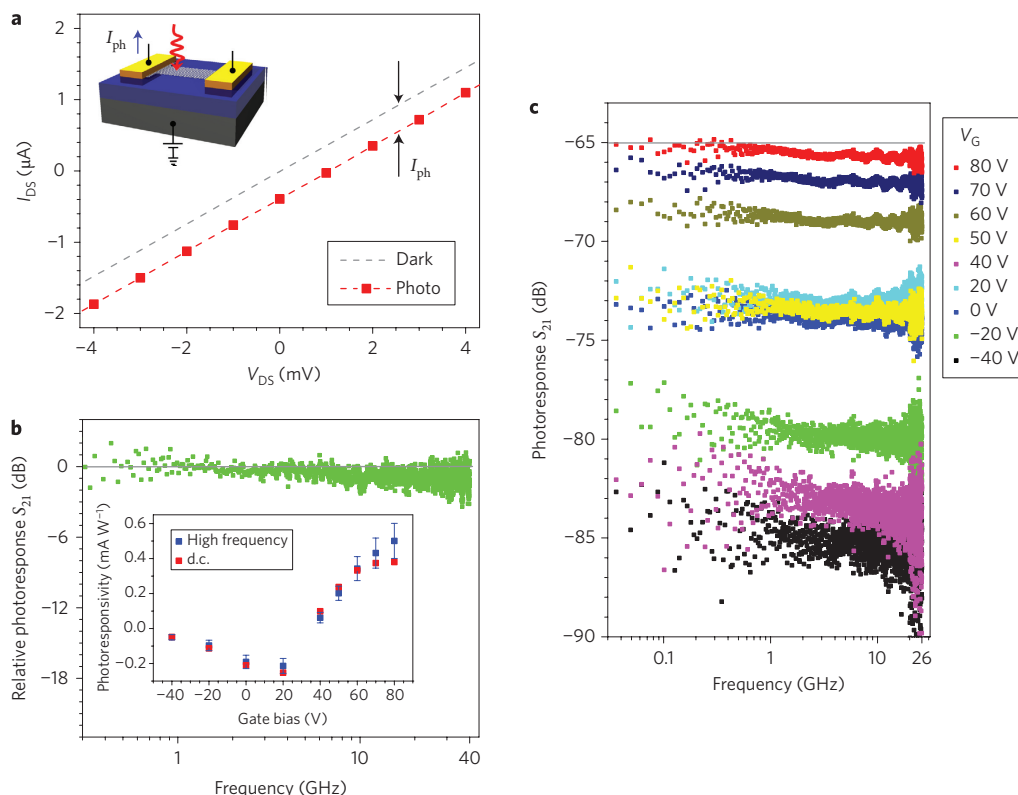 a
2
1
0
−1
−2
I_DS (μA)
−4
−2
0
2
4
V_DS (mV)
I_ph
I_ph
Dark
Photo
b
0
−6
−12
−18
Relative photoresponse S_21 (dB)
1
10
40
Frequency (GHz)
0.6
0.4
0.2
0.0
−0.2
Photoresponsivity (mA W⁻¹)
High frequency
d.c.
−40
−20
0
20
40
60
80
Gate bias (V)
c
−65
−70
−75
−80
−85
−90
Photoresponse S_21 (dB)
0.1
1
10
26
Frequency (GHz)
V_G
80 V
70 V
60 V
50 V
40 V
20 V
0 V
−20 V
−40 V